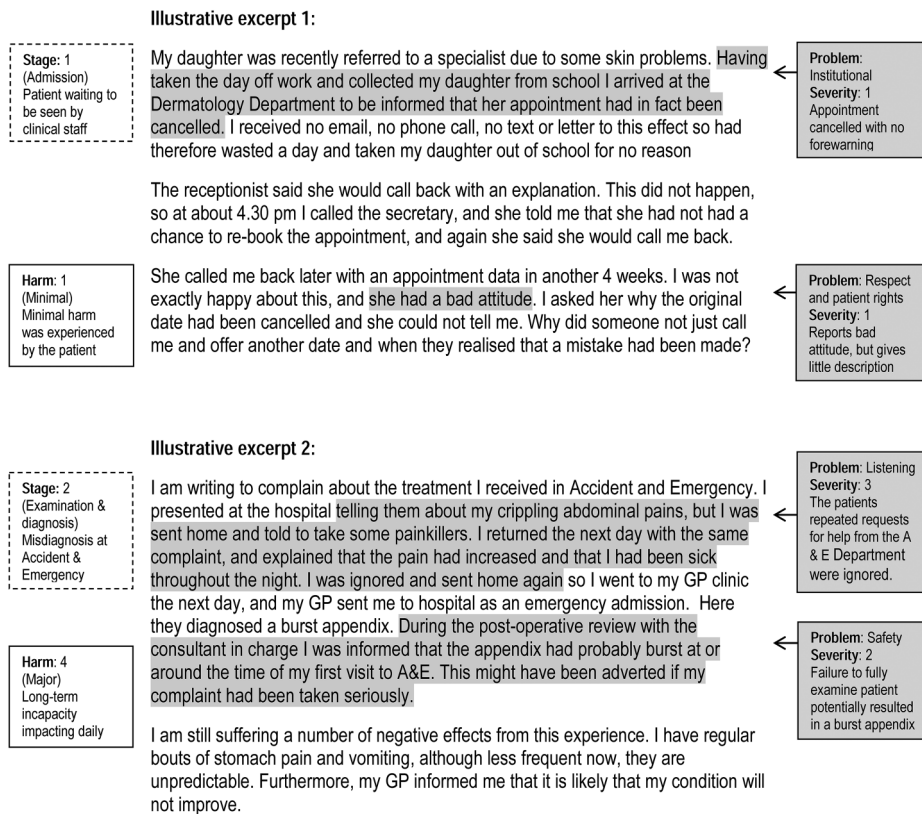 Illustrative excerpt 1:
Stage: 1
(Admission)
Patient waiting to
be seen by
clinical staff
My daughter was recently referred to a specialist due to some skin problems. Having
taken the day off work and collected my daughter from school I arrived at the
Dermatology Department to be informed that her appointment had in fact been
cancelled. I received no email, no phone call, no text or letter to this effect so had
therefore wasted a day and taken my daughter out of school for no reason
Problem:
Institutional
Severity: 1
Appointment
cancelled with no
forewarning
The receptionist said she would call back with an explanation. This did not happen,
so at about 4.30 pm I called the secretary, and she told me that she had not had a
chance to re-book the appointment, and again she said she would call me back.
Harm: 1
(Minimal)
Minimal harm
was experienced
by the patient
She called me back later with an appointment data in another 4 weeks. I was not
exactly happy about this, and she had a bad attitude. I asked her why the original
date had been cancelled and she could not tell me. Why did someone not just call
me and offer another date and when they realised that a mistake had been made?
Problem: Respect
and patient rights
Severity: 1
Reports bad
attitude, but gives
little description
Illustrative excerpt 2:
Stage: 2
(Examination &
diagnosis)
Misdiagnosis at
Accident &
Emergency
I am writing to complain about the treatment I received in Accident and Emergency. I
presented at the hospital telling them about my crippling abdominal pains, but I was
sent home and told to take some painkillers. I returned the next day with the same
complaint, and explained that the pain had increased and that I had been sick
throughout the night. I was ignored and sent home again so I went to my GP clinic
the next day, and my GP sent me to hospital as an emergency admission. Here
they diagnosed a burst appendix. During the post-operative review with the
consultant in charge I was informed that the appendix had probably burst at or
around the time of my first visit to A&E. This might have been adverted if my
complaint had been taken seriously.
Problem: Listening
Severity: 3
The patients
repeated requests
for help from the A
& E Department
were ignored.
Harm: 4
(Major)
Long-term
incapacity
impacting daily
Problem: Safety
Severity: 2
Failure to fully
examine patient
potentially resulted
in a burst appendix
I am still suffering a number of negative effects from this experience. I have regular
bouts of stomach pain and vomiting, although less frequent now, they are
unpredictable. Furthermore, my GP informed me that it is likely that my condition will
not improve.